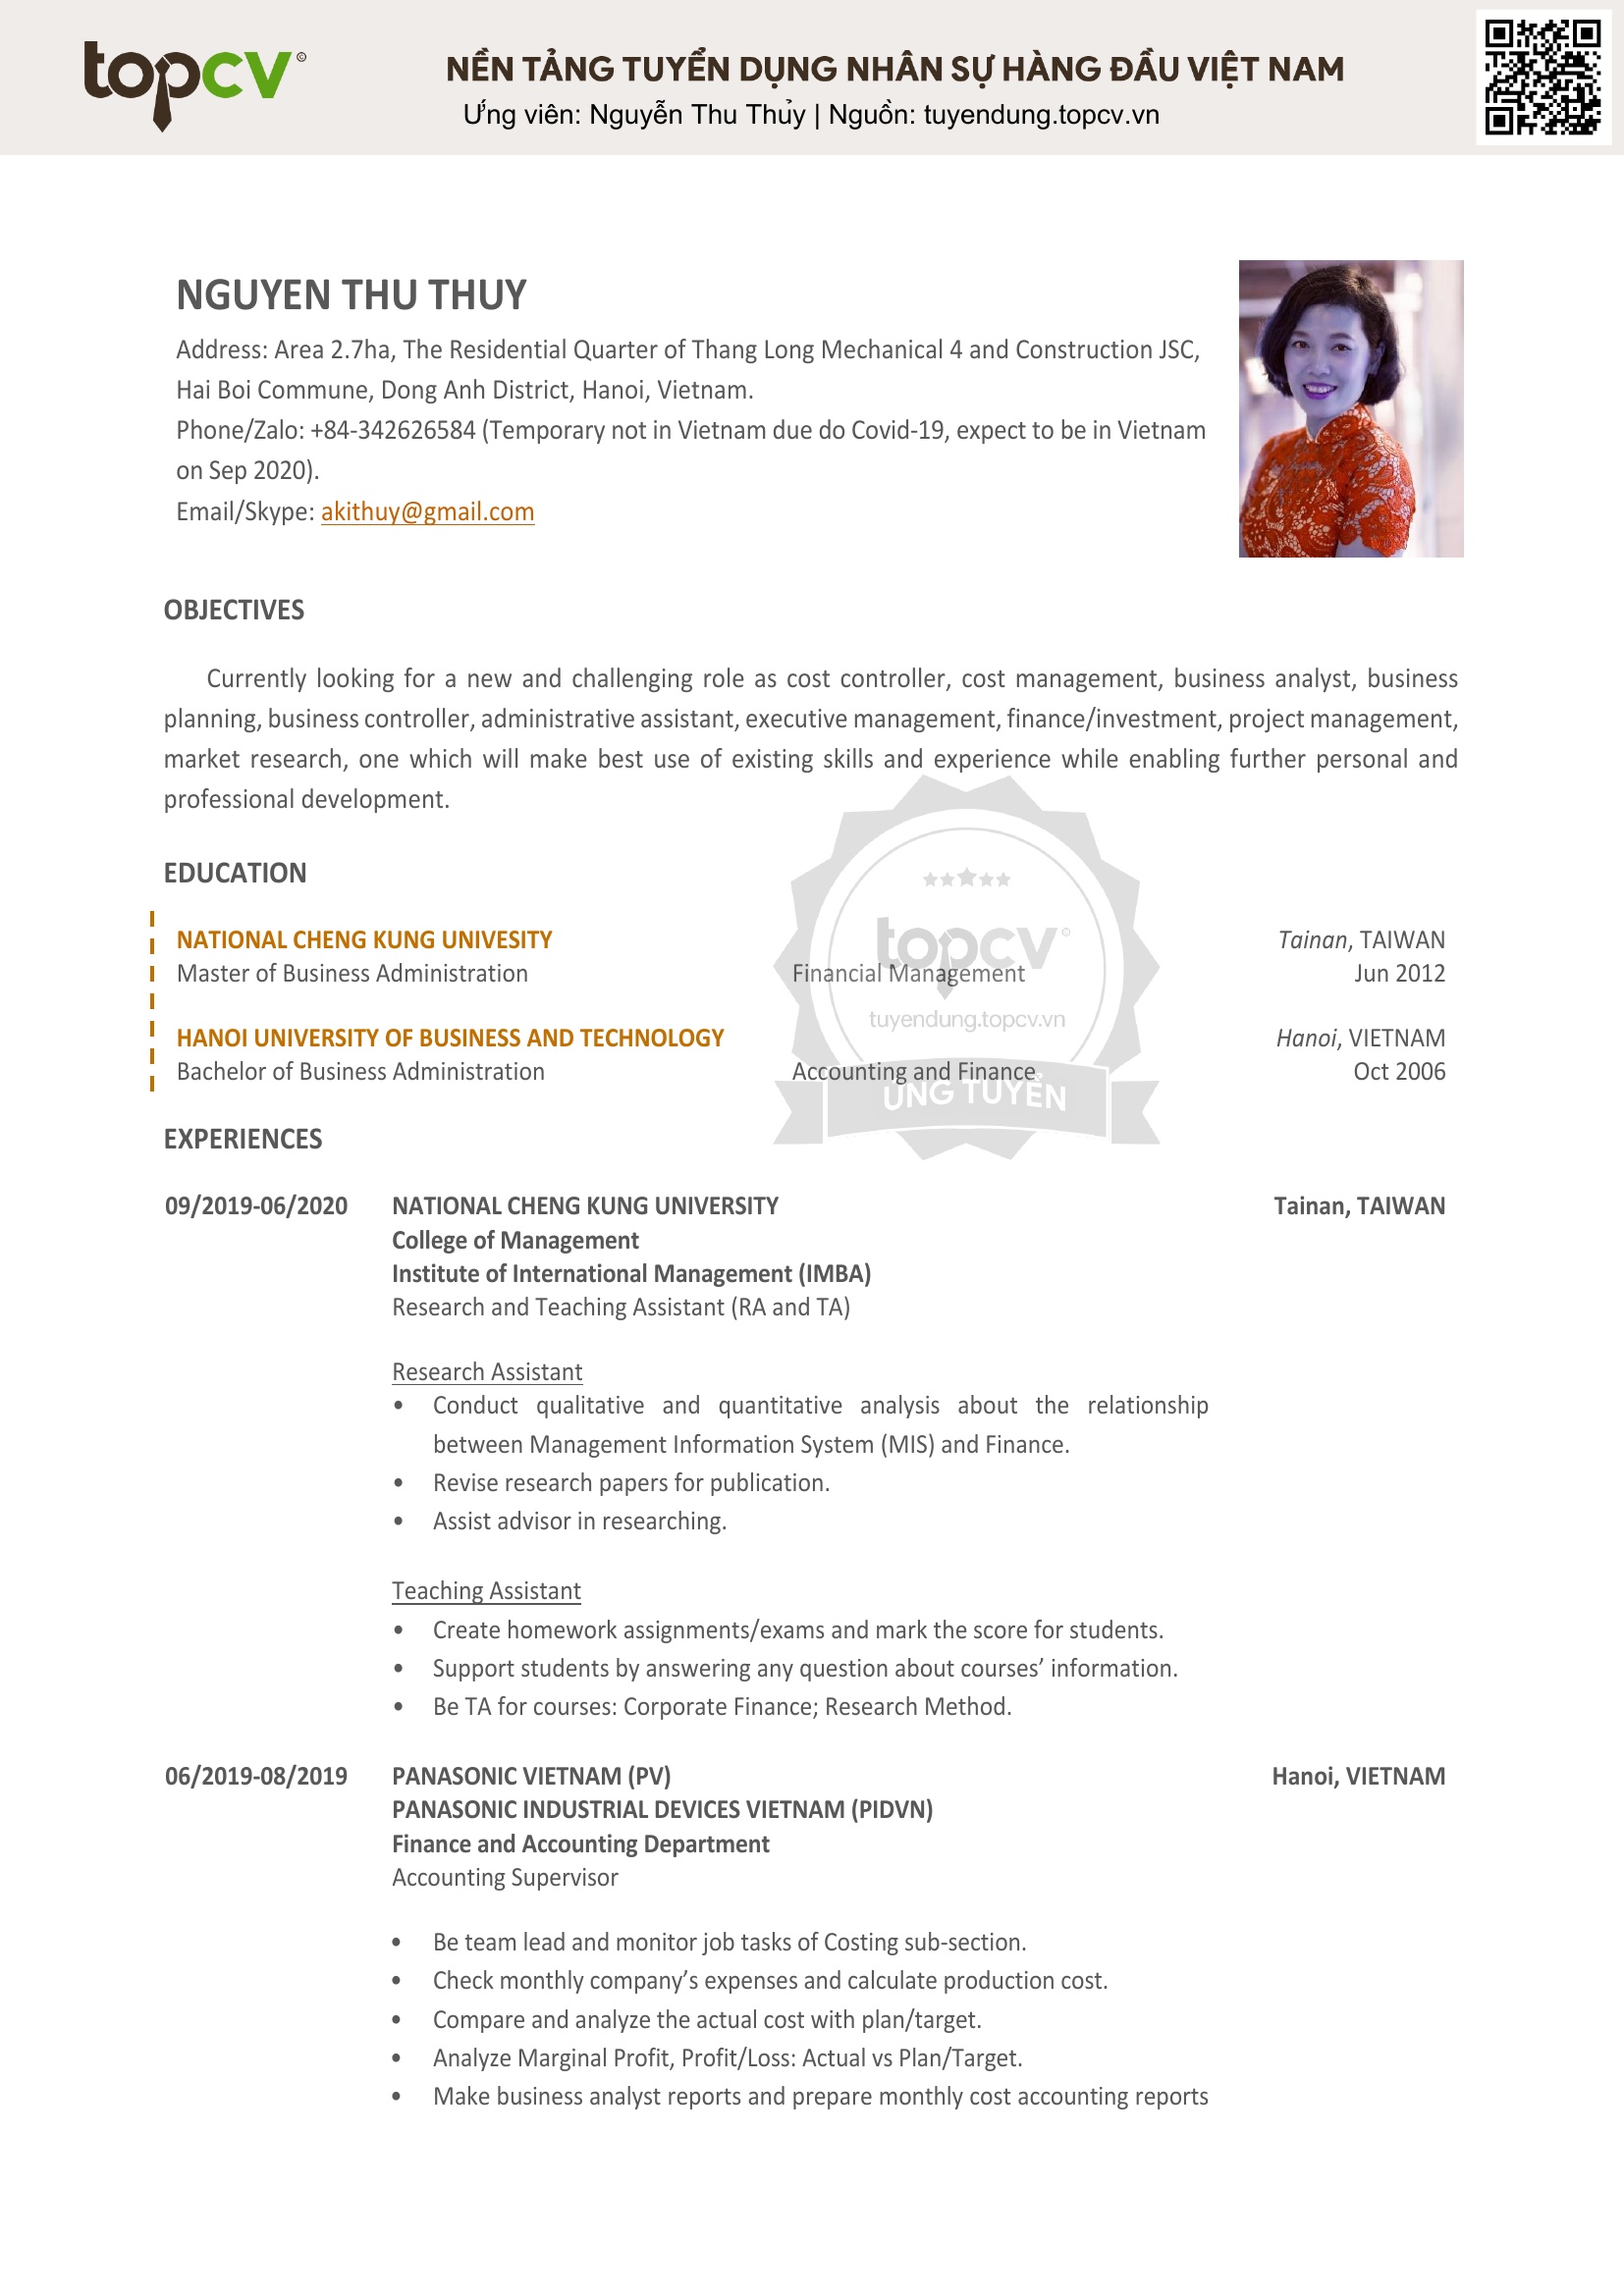 topcv©
NỀN TẢNG TUYỂN DỤNG NHÂN SỰ HÀNG ĐẦU VIỆT NAM
Ứng viên: Nguyễn Thu Thủy | Nguồn: tuyendung.topcv.vn
NGUYEN THU THUY
Address: Area 2.7ha, The Residential Quarter of Thang Long Mechanical 4 and Construction JSC,
Hai Boi Commune, Dong Anh District, Hanoi, Vietnam.
Phone/Zalo: +84-342626584 (Temporary not in Vietnam due do Covid-19, expect to be in Vietnam
on Sep 2020).
Email/Skype: akithuy@gmail.com
OBJECTIVES
Currently looking for a new and challenging role as cost controller, cost management, business analyst, business
planning, business controller, administrative assistant, executive management, finance/investment, project management,
market research, one which will make best use of existing skills and experience while enabling further personal and
professional development.
EDUCATION
NATIONAL CHENG KUNG UNIVESITY Tainan, TAIWAN
Master of Business Administration Financial Management Jun 2012
HANOI UNIVERSITY OF BUSINESS AND TECHNOLOGY Hanoi, VIETNAM
Bachelor of Business Administration Accounting and Finance Oct 2006
topcv©
tuyendung.topcv.vn
ỨNG TUYỂN
EXPERIENCES
09/2019-06/2020 NATIONAL CHENG KUNG UNIVERSITY Tainan, TAIWAN
College of Management
Institute of International Management (IMBA)
Research and Teaching Assistant (RA and TA)
Research Assistant
• Conduct qualitative and quantitative analysis about the relationship
between Management Information System (MIS) and Finance.
• Revise research papers for publication.
• Assist advisor in researching.
Teaching Assistant
• Create homework assignments/exams and mark the score for students.
• Support students by answering any question about courses’ information.
• Be TA for courses: Corporate Finance; Research Method.
06/2019-08/2019 PANASONIC VIETNAM (PV) Hanoi, VIETNAM
PANASONIC INDUSTRIAL DEVICES VIETNAM (PIDVN)
Finance and Accounting Department
Accounting Supervisor
• Be team lead and monitor job tasks of Costing sub-section.
• Check monthly company’s expenses and calculate production cost.
• Compare and analyze the actual cost with plan/target.
• Analyze Marginal Profit, Profit/Loss: Actual vs Plan/Target.
• Make business analyst reports and prepare monthly cost accounting reports